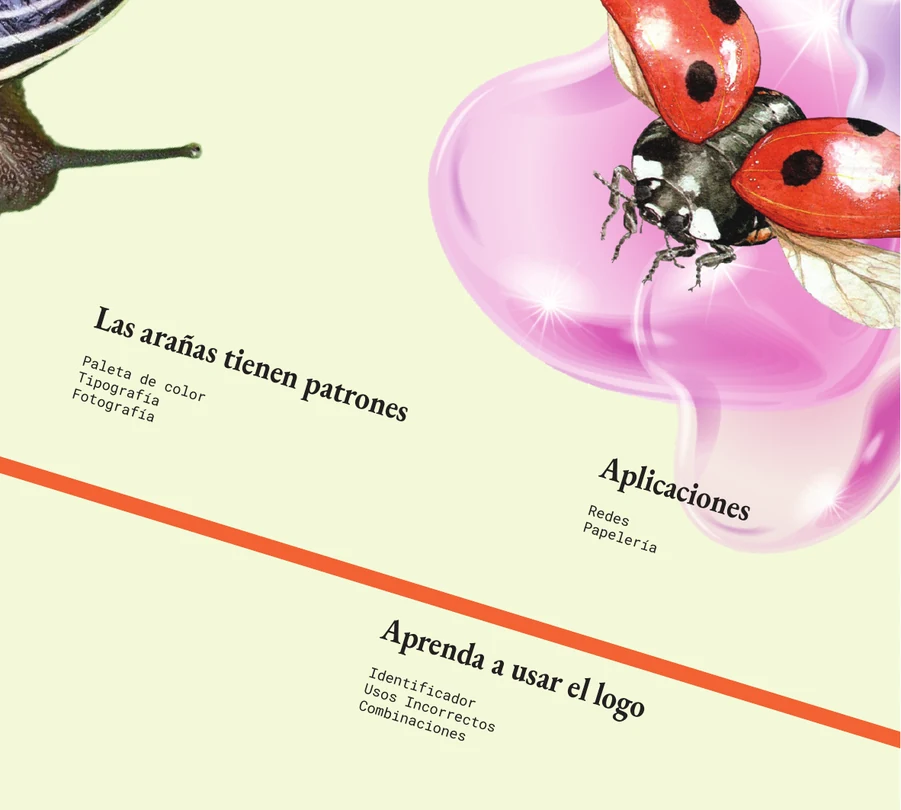 Las arañas tienen patrones
Paleta de color
Tipografía
Fotografía
Aplicaciones
Redes
Papelería
Aprenda a usar el logo
Identificador
Usos Incorrectos
Combinaciones